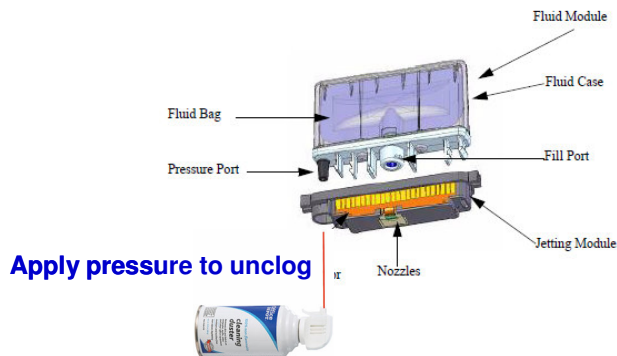 Fluid Module
Fluid Case
Fluid Bag
Fill Port
Pressure Port
Jetting Module
Apply pressure to unclog
or
Nozzles
cleaning
duster